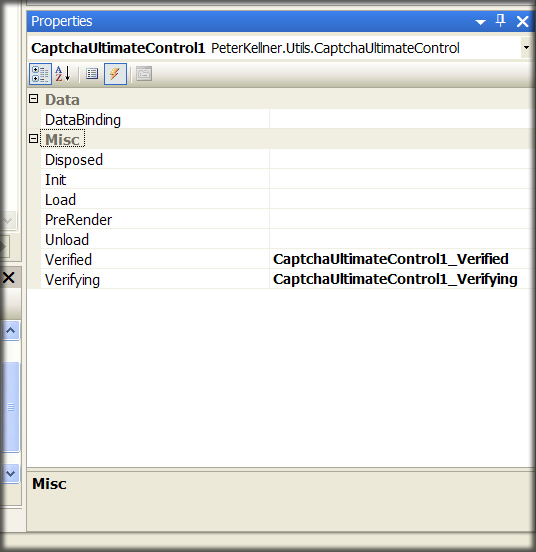 Properties
CaptchaUltimateControl1 PeterKellner.Utils.CaptchaUltimateControl
Data
DataBinding
Misc
Disposed
Init
Load
PreRender
Unload
Verified CaptchaUltimateControl1_Verified
Verifying CaptchaUltimateControl1_Verifying
Misc